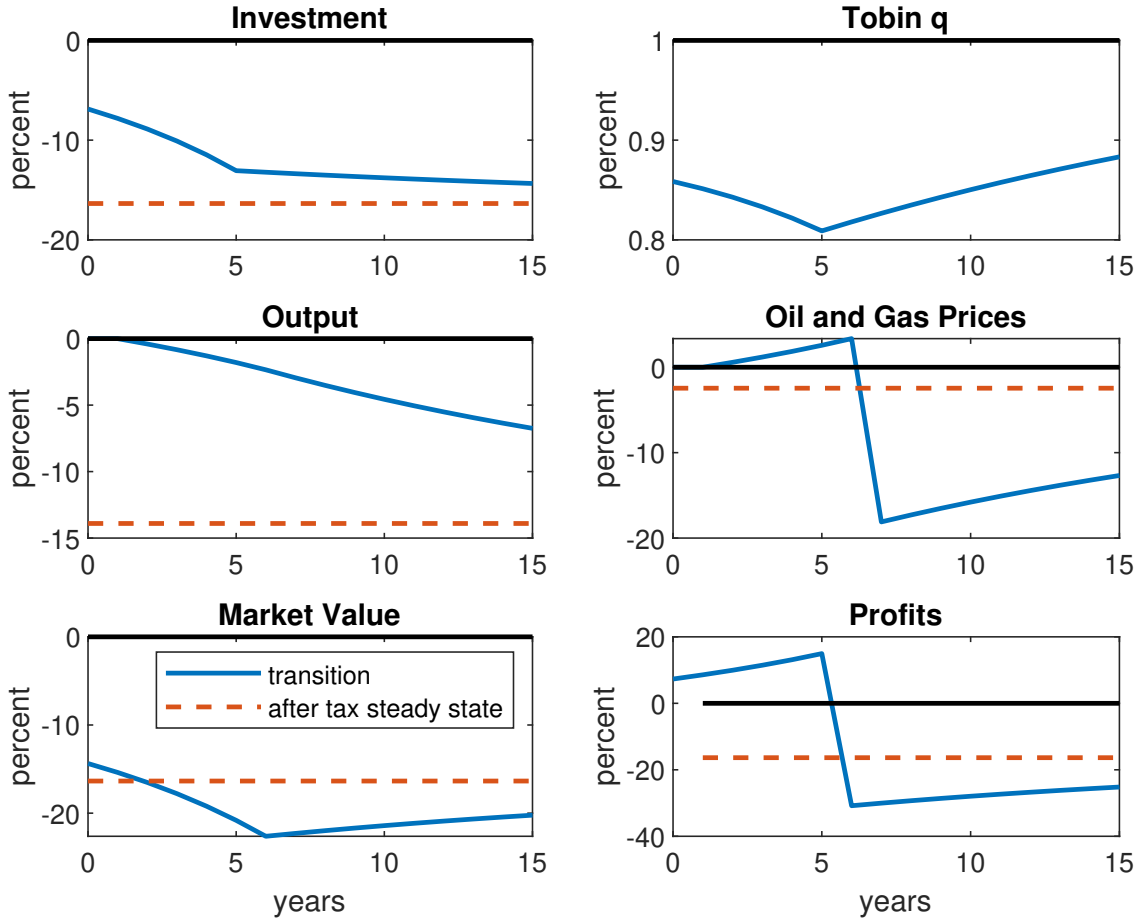 Investment
percent
0
-10
-20
0 5 10 15
Tobin q
percent
1
0.9
0.8
0 5 10 15
Output
percent
0
-5
-10
-15
0 5 10 15
Oil and Gas Prices
percent
0
-10
-20
0 5 10 15
Market Value
percent
0
-10
-20
transition
after tax steady state
0 5 10 15
years
Profits
percent
20
0
-20
-40
0 5 10 15
years